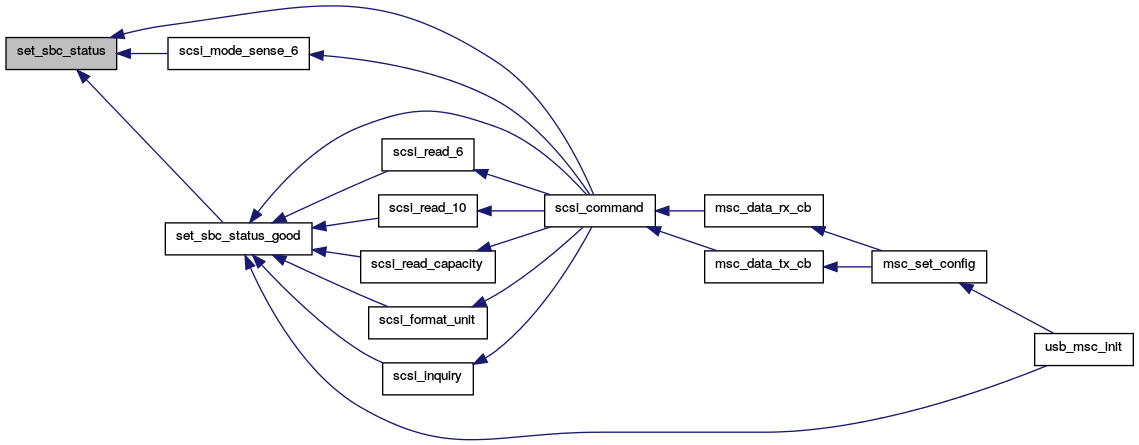 set_sbc_status
scsi_mode_sense_6
scsi_read_6
scsi_read_10
scsi_command
msc_data_rx_cb
set_sbc_status_good
scsi_read_capacity
msc_data_tx_cb
msc_set_config
scsi_format_unit
usb_msc_init
scsi_inquiry